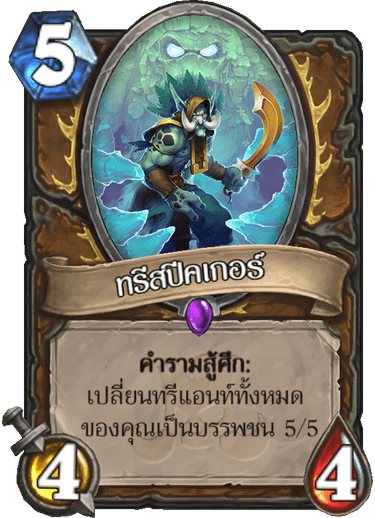 5
ทรีสปีคเกอร์
คำรามสู้ศึก:
เปลี่ยนทรีแอนท์ทั้งหมด
ของคุณเป็นบรรพชน 5/5
4
4